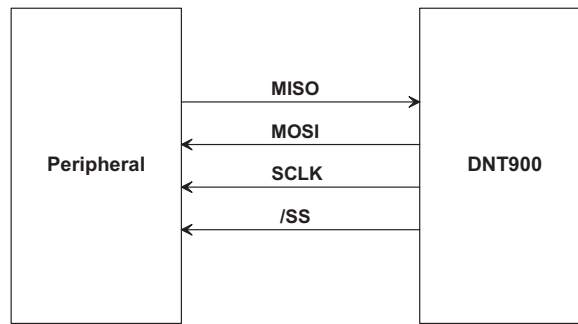 MISO
MOSI
Peripheral
DNT900
SCLK
/SS